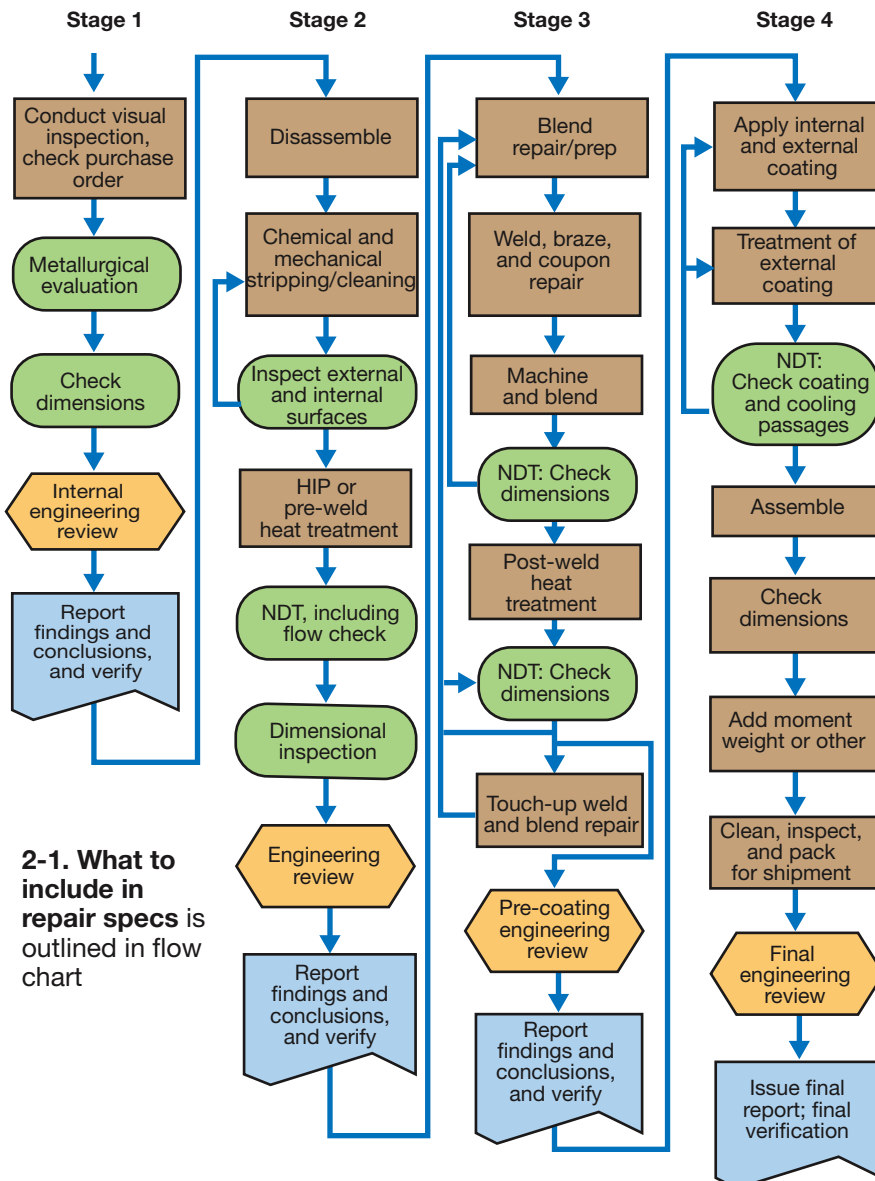 Stage 1
Conduct visual
inspection,
check purchase
order
Metallurgical
evaluation
Check
dimensions
Internal
engineering
review
Report
findings and
conclusions,
and verify
2-1. What to
include in
repair specs is
outlined in flow
chart
Stage 2
Disassemble
Chemical and
mechanical
stripping/cleaning
Inspect external
and internal
surfaces
HIP or
pre-weld
heat treatment
NDT, including
flow check
Dimensional
inspection
Engineering
review
Report
findings and
conclusions,
and verify
Stage 3
Blend
repair/prep
Weld, braze,
and coupon
repair
Machine
and blend
NDT: Check
dimensions
Post-weld
heat
treatment
NDT: Check
dimensions
Touch-up weld
and blend repair
Pre-coating
engineering
review
Report
findings and
conclusions,
and verify
Stage 4
Apply internal
and external
coating
Treatment of
external
coating
NDT:
Check coating
and cooling
passages
Assemble
Check
dimensions
Add moment
weight or other
Clean, inspect,
and pack
for shipment
Final
engineering
review
Issue final
report; final
verification